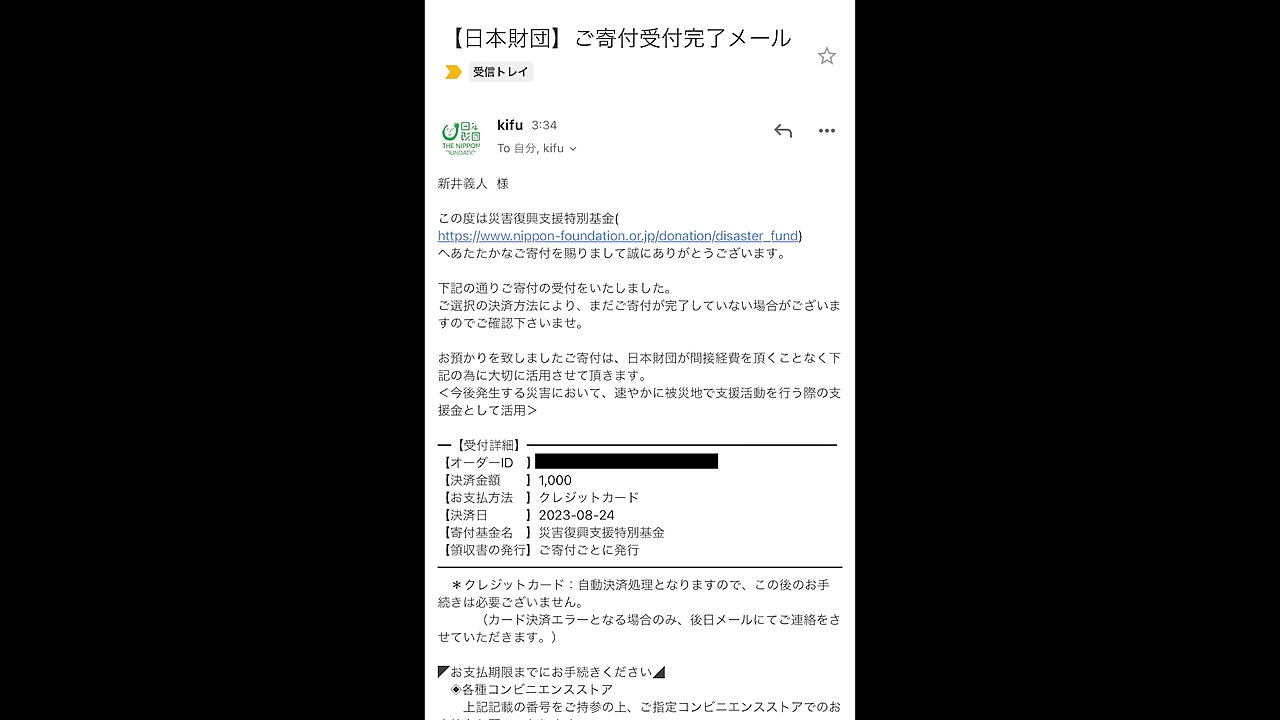 【日本財団】ご寄付受付完了メール
受信トレイ
kifu 3:34
THE NIPPON
To 自分, kifu
新井義人 様
この度は災害復興支援特別基金(
https://www.nippon-foundation.or.jp/donation/disaster_fund)
へあたたかなご寄付を賜りまして誠にありがとうございます。
下記の通りご寄付の受付をいたしました。
ご選択の決済方法により、まだご寄付が完了していない場合がございま
すのでご確認下さいませ。
お預かりを致しましたご寄付は、日本財団が間接経費を頂くことなく下
記の為に大切に活用させて頂きます。
＜今後発生する災害において、速やかに被災地で支援活動を行う際の支
援金として活用＞
━【受付詳細】━━━━━━━━━━━━━━━━━━
【オーダーID 】
【決済金額 】1,000
【お支払方法 】クレジットカード
【決済日 】2023-08-24
【寄付基金名 】災害復興支援特別基金
【領収書の発行】ご寄付ごとに発行
＊クレジットカード：自動決済処理となりますので、この後のお手
続きは必要ございません。
（カード決済エラーとなる場合のみ、後日メールにてご連絡をさ
せていただきます。）
◤お支払期限までにお手続きください◢
◈各種コンビニエンスストア
上記記載の番号をご持参の上、ご指定コンビニエンスストアでのお